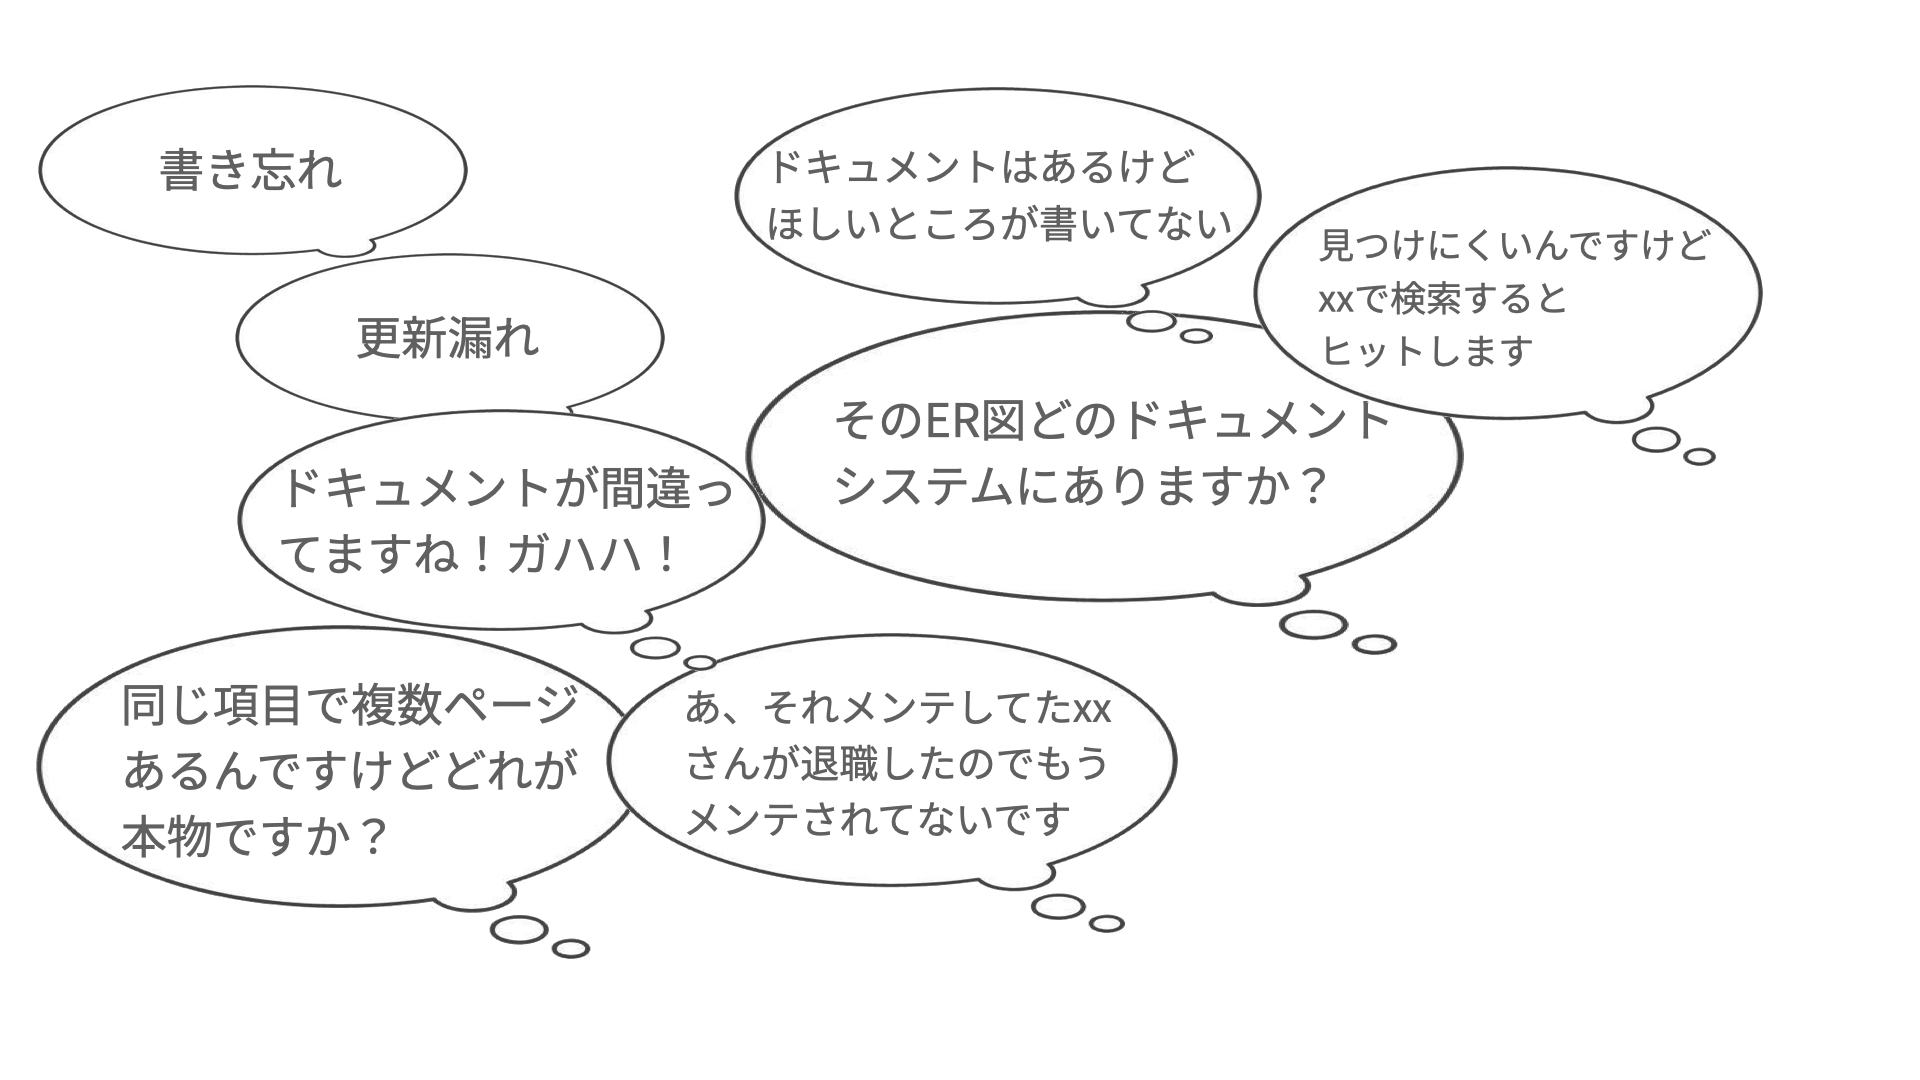 書き忘れ
更新漏れ
ドキュメントが間違っ
てますね！ガハハ！
同じ項目で複数ページ
あるんですけどどれが
本物ですか？
ドキュメントはあるけど
ほしいところが書いてない
見つけにくいんですけど
xxで検索すると
ヒットします
そのER図どのドキュメント
システムにありますか？
あ、それメンテしてたxx
さんが退職したのでもう
メンテされてないです